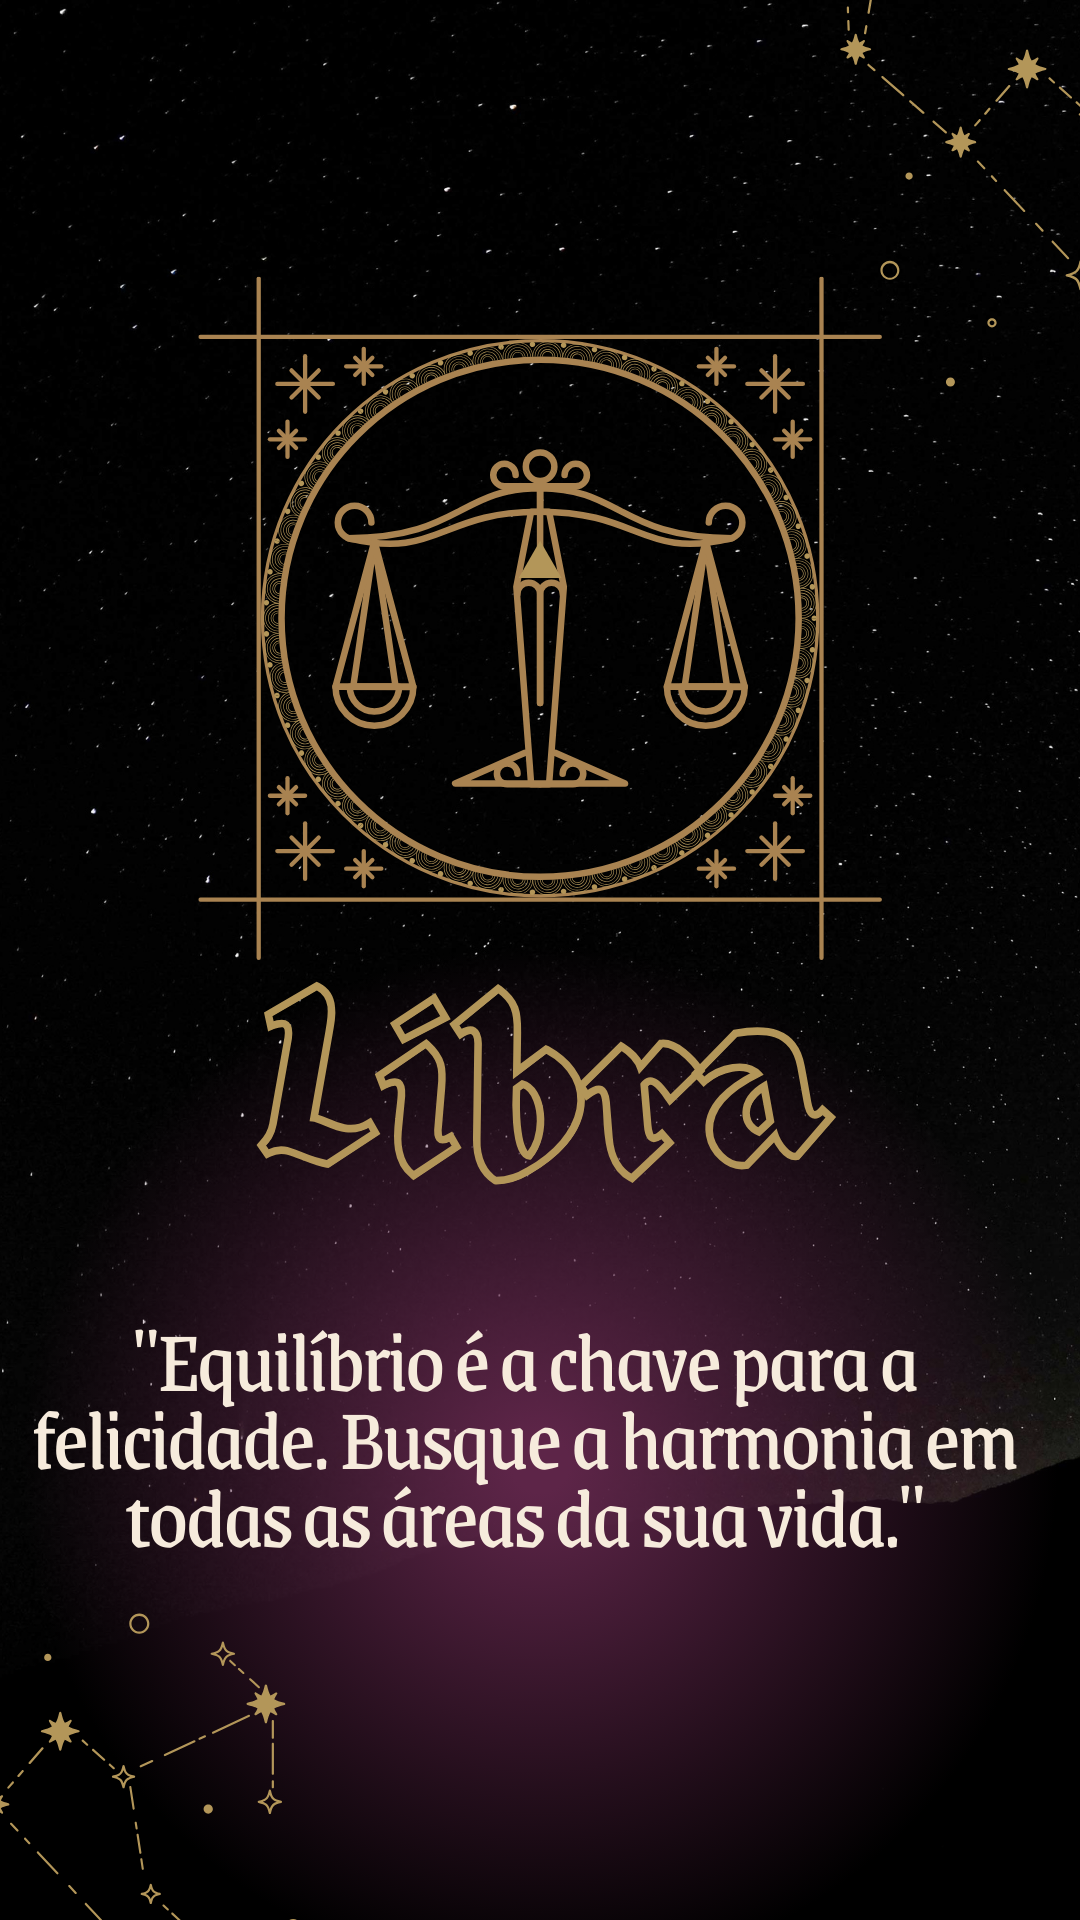 Libra
"Equilíbrio é a chave para a
felicidade. Busque a harmonia em
todas as áreas da sua vida."